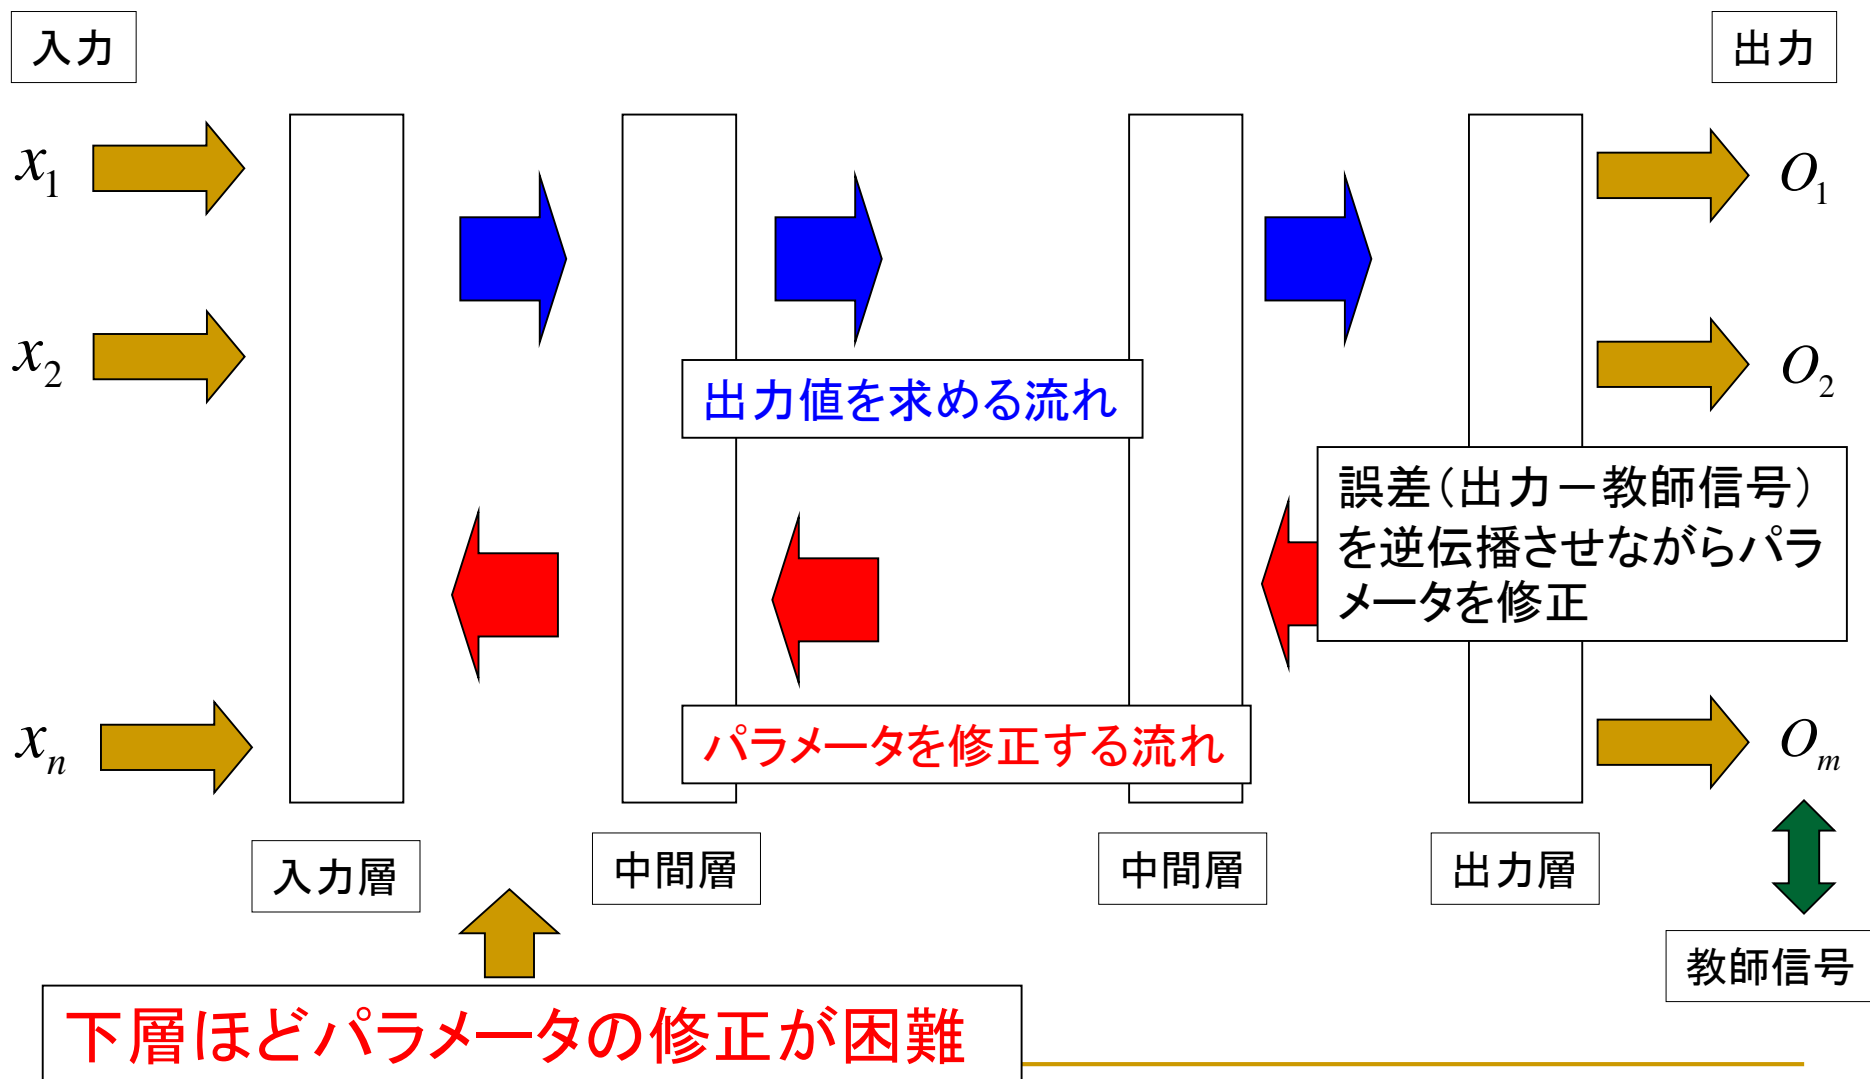 入力
出力
x₁
O₁
x₂
O₂
出力値を求める流れ
誤差(出力－教師信号)
を逆伝播させながらパラ
メータを修正
パラメータを修正する流れ
xₙ
Oₘ
入力層
中間層
中間層
出力層
教師信号
下層ほどパラメータの修正が困難